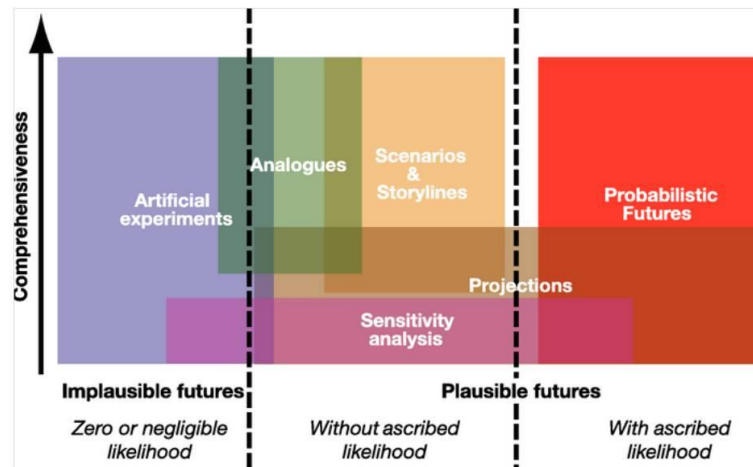 Comprehensiveness
Artificial
experiments
Analogues
Scenarios
&
Storylines
Probabilistic
Futures
Projections
Sensitivity
analysis
Implausible futures
Plausible futures
Zero or negligible
likelihood
Without ascribed
likelihood
With ascribed
likelihood